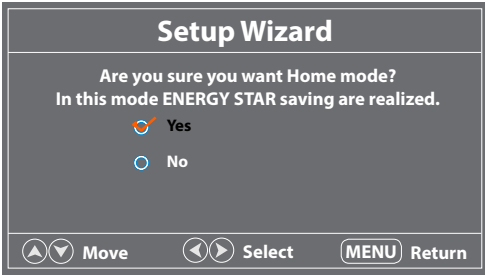 Setup Wizard
Are you sure you want Home mode?
In this mode ENERGY STAR saving are realized.
Yes
No
Move Select MENU Return